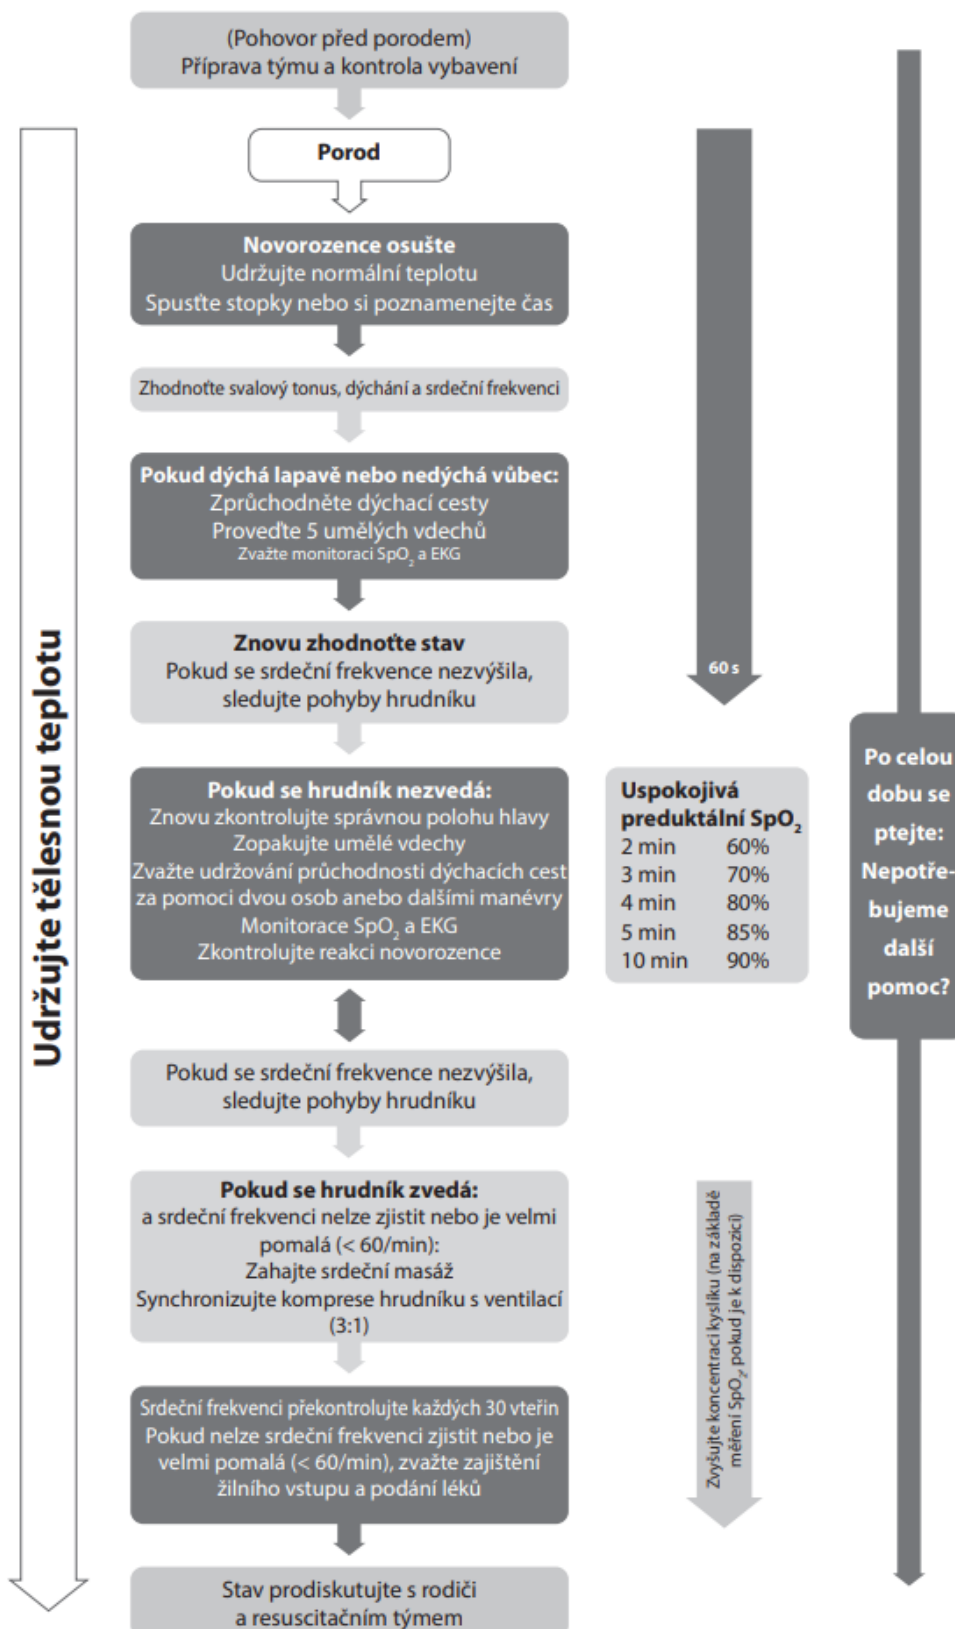 (Pohovor před porodem)
Příprava týmu a kontrola vybavení
Porod
Novorozence osušte
Udržujte normální teplotu
Spusťte stopky nebo si poznamenejte čas
Zhodnoťte svalový tonus, dýchání a srdeční frekvenci
Pokud dýchá lapavě nebo nedýchá vůbec:
Zprůchodněte dýchací cesty
Proveďte 5 umělých vdechů
Zvažte monitoraci SpO₂ a EKG
Znovu zhodnoťte stav
Pokud se srdeční frekvence nezvýšila,
sledujte pohyby hrudníku
Pokud se hrudník nezvedá:
Znovu zkontrolujte správnou polohu hlavy
Zopakujte umělé vdechy
Zvažte udržování průchodnosti dýchacích cest
za pomoci dvou osob anebo dalšími manévry
Monitorace SpO₂ a EKG
Zkontrolujte reakci novorozence
Pokud se srdeční frekvence nezvýšila,
sledujte pohyby hrudníku
Pokud se hrudník zvedá:
a srdeční frekvenci nelze zjistit nebo je velmi
pomalá (< 60/min):
Zahajte srdeční masáž
Synchronizujte komprese hrudníku s ventilací
(3:1)
Srdeční frekvenci překontrolujte každých 30 vteřin
Pokud nelze srdeční frekvenci zjistit nebo je
velmi pomalá (< 60/min), zvažte zajištění
žilního vstupu a podání léků
Stav prodiskutujte s rodiči
a resuscitačním týmem
Udržujte tělesnou teplotu
60 s
Uspokojivá
preduktální SpO₂
2 min 60%
3 min 70%
4 min 80%
5 min 85%
10 min 90%
Zvyšujte koncentraci kyslíku (na základě
měření SpO₂, pokud je k dispozici)
Po celou
dobu se
ptejte:
Nepotře-
bujeme
další
pomoc?